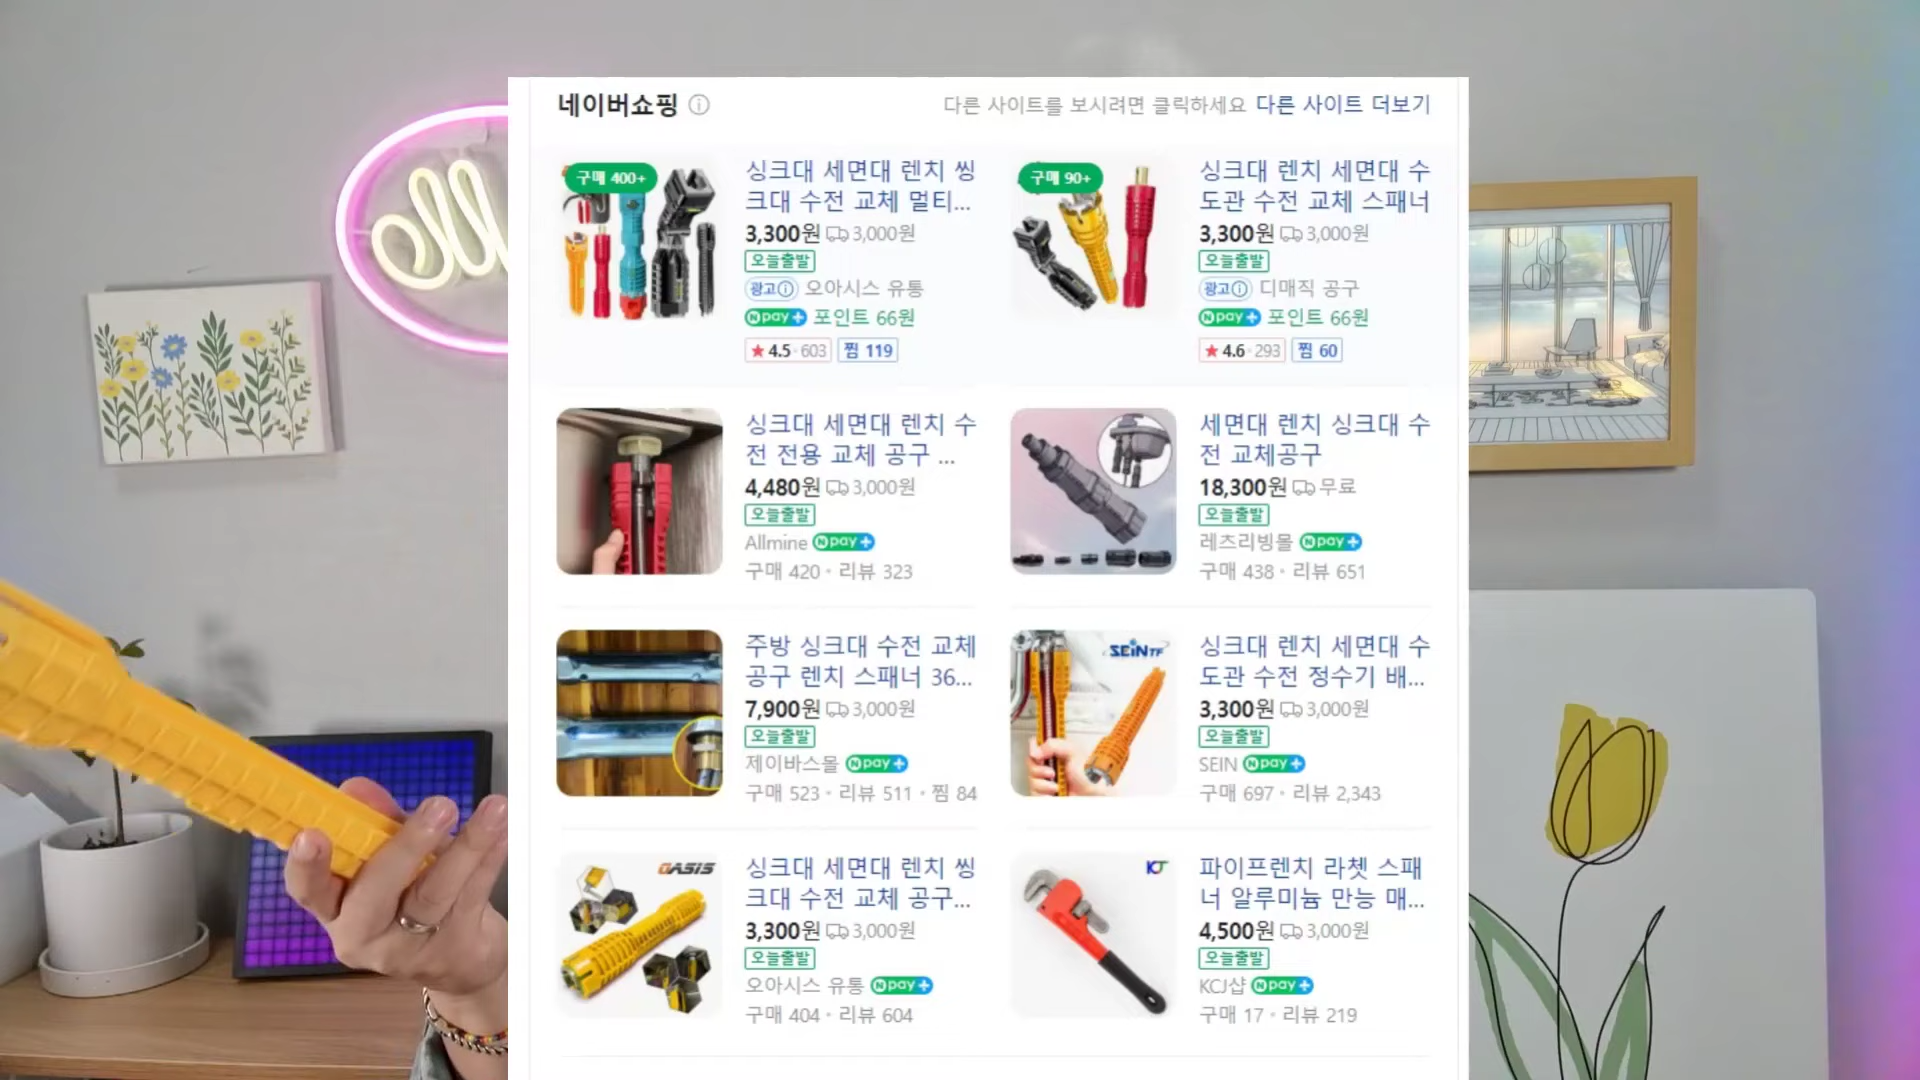 네이버쇼핑
다른 사이트를 보시려면 클릭하세요 다른 사이트 더보기
구매 400+
싱크대 세면대 렌치 씽
크대 수전 교체 멀티...
3,300원 3,000원
오늘출발
광고 오아시스 유통
N pay+ 포인트 66원
★ 4.5 · 603 찜 119
구매 90+
싱크대 렌치 세면대 수
도관 수전 교체 스패너
3,300원 3,000원
오늘출발
광고 디매직 공구
N pay+ 포인트 66원
★ 4.6 · 293 찜 60
싱크대 세면대 렌치 수
전 전용 교체 공구 ...
4,480원 3,000원
오늘출발
Allmine N pay+
구매 420 · 리뷰 323
세면대 렌치 싱크대 수
전 교체공구
18,300원 무료
오늘출발
레츠리빙몰 N pay+
구매 438 · 리뷰 651
주방 싱크대 수전 교체
공구 렌치 스패너 36...
7,900원 3,000원
오늘출발
제이바스몰 N pay+
구매 523 · 리뷰 511 · 찜 84
SEIN TF
싱크대 렌치 세면대 수
도관 수전 정수기 배...
3,300원 3,000원
오늘출발
SEIN N pay+
구매 697 · 리뷰 2,343
OASIS
싱크대 세면대 렌치 씽
크대 수전 교체 공구...
3,300원 3,000원
오늘출발
오아시스 유통 N pay+
구매 404 · 리뷰 604
파이프렌치 라쳇 스패
너 알루미늄 만능 매...
4,500원 3,000원
오늘출발
KCJ샵 N pay+
구매 17 · 리뷰 219